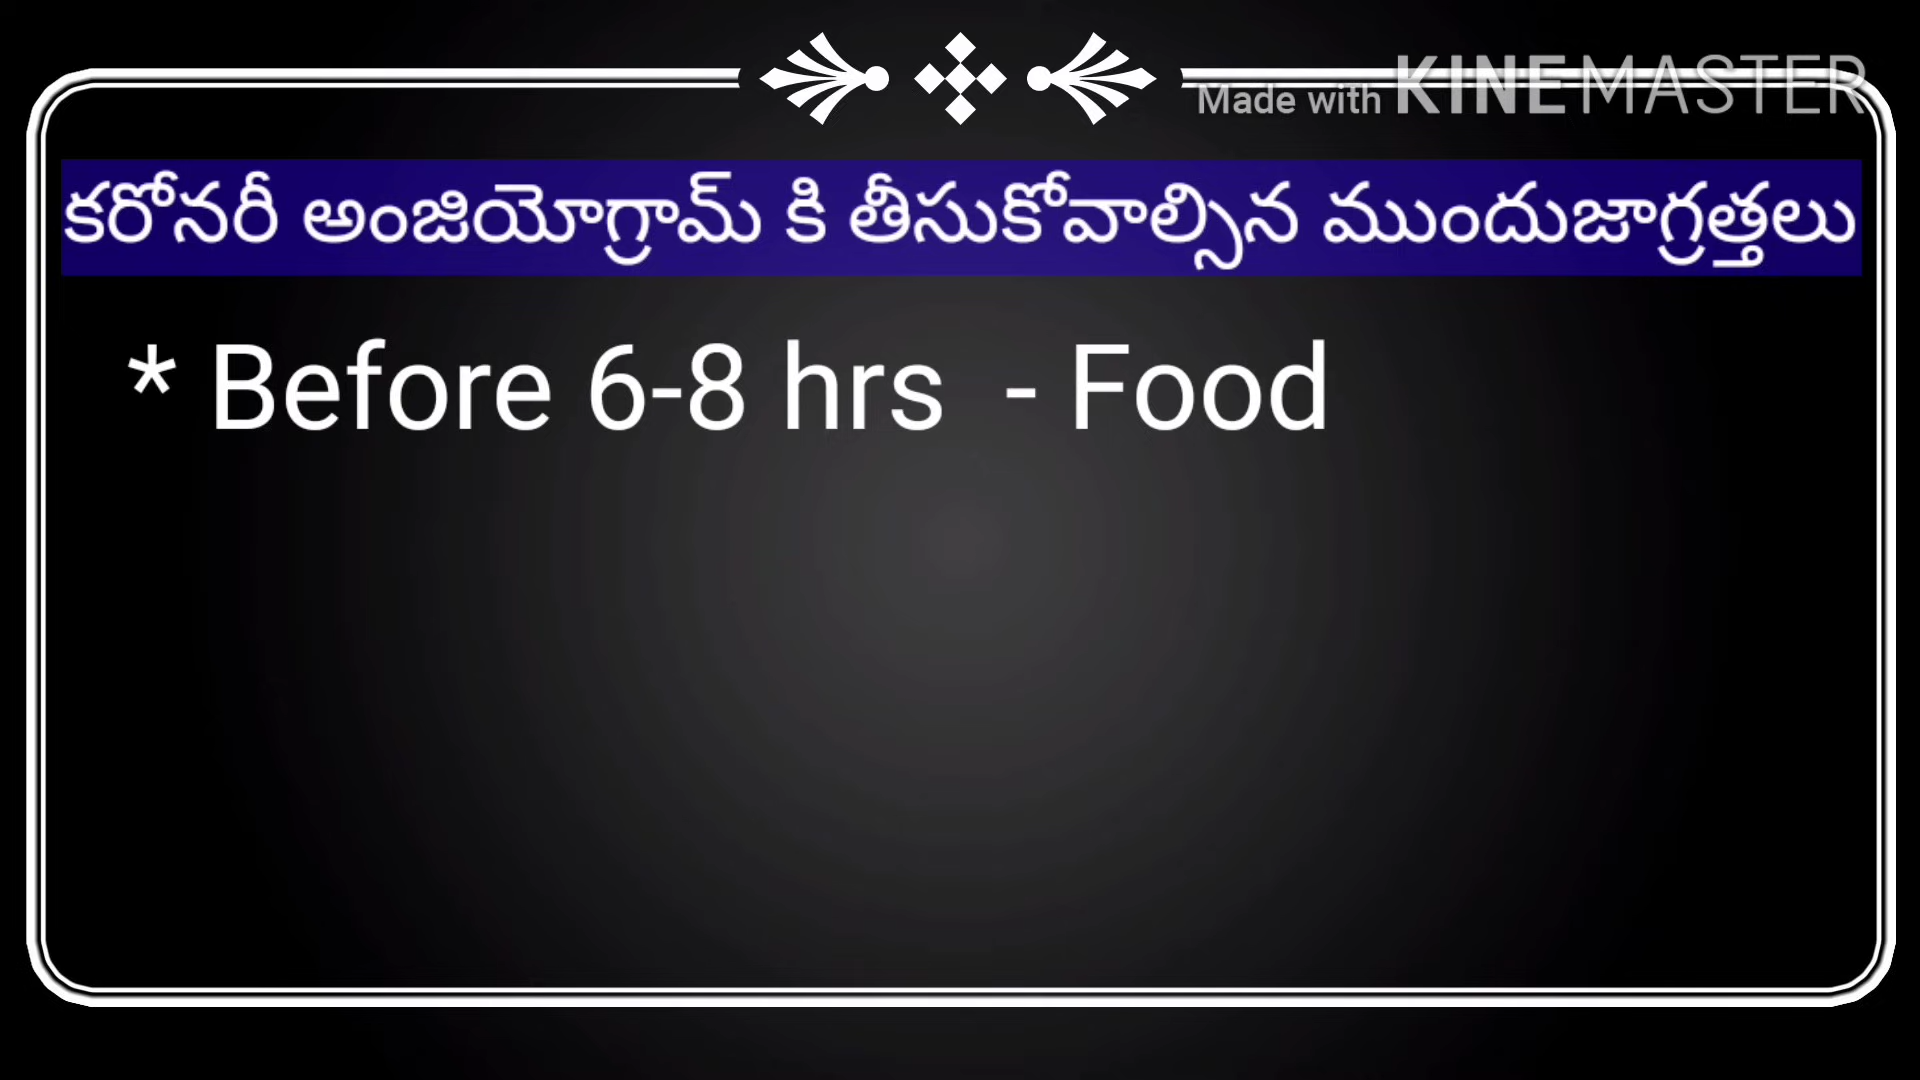 Made with KINEMASTER
కరోనరీ అంజియోగ్రామ్ కి తీసుకోవాల్సిన ముందుజాగ్రత్తలు
* Before 6-8 hrs - Food